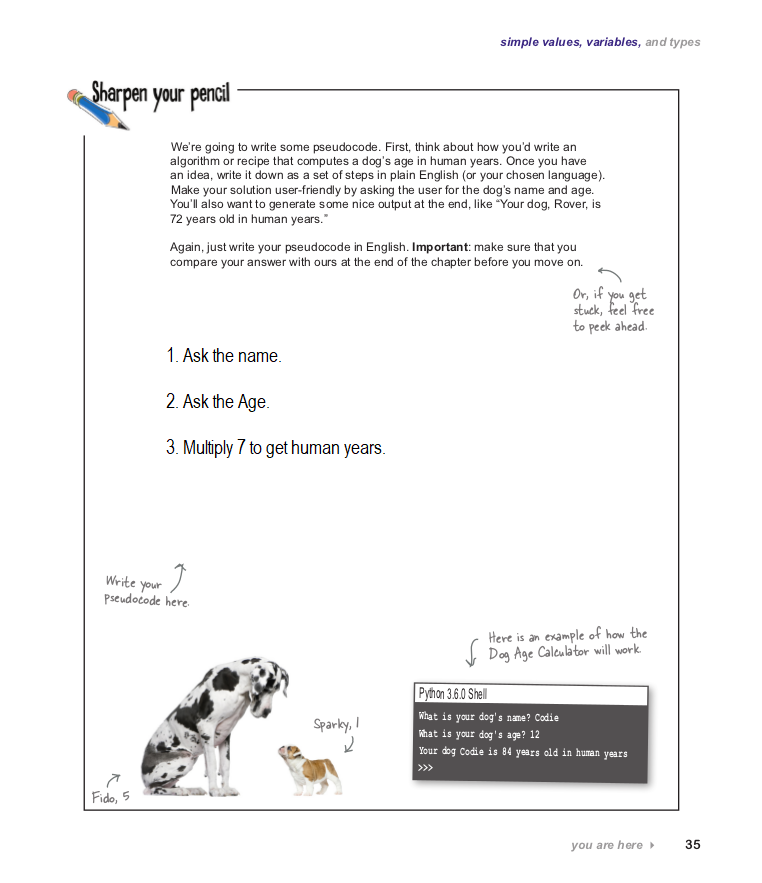 simple values, variables, and types
Sharpen your pencil
We’re going to write some pseudocode. First, think about how you’d write an
algorithm or recipe that computes a dog’s age in human years. Once you have
an idea, write it down as a set of steps in plain English (or your chosen language).
Make your solution user-friendly by asking the user for the dog’s name and age.
You’ll also want to generate some nice output at the end, like “Your dog, Rover, is
72 years old in human years.”
Again, just write your pseudocode in English. Important: make sure that you
compare your answer with ours at the end of the chapter before you move on.
Or, if you get
stuck, feel free
to peek ahead.
1. Ask the name.
2. Ask the Age.
3. Multiply 7 to get human years.
Write your
pseudocode here.
Here is an example of how the
Dog Age Calculator will work.
Python 3.6.0 Shell
What is your dog's name? Codie
What is your dog's age? 12
Your dog Codie is 84 years old in human years
>>>
Sparky, 1
Fido, 5
you are here
35